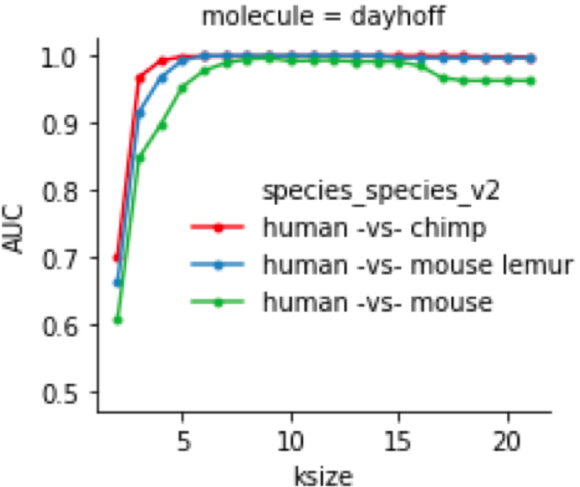 molecule = dayhoff
1.0
0.9
0.8
0.7
0.6
0.5
AUC
species_species_v2
human -vs- chimp
human -vs- mouse lemur
human -vs- mouse
5 10 15 20
ksize